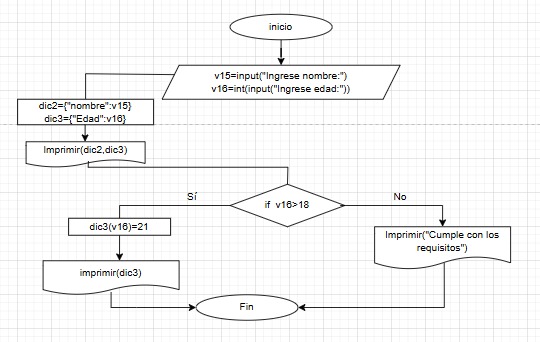 inicio
v15=input("Ingrese nombre:")
v16=int(input("Ingrese edad:"))
dic2={"nombre":v15}
dic3={"Edad":v16}
Imprimir(dic2,dic3)
if v16>18
Sí
No
dic3(v16)=21
Imprimir("Cumple con los
requisitos")
imprimir(dic3)
Fin